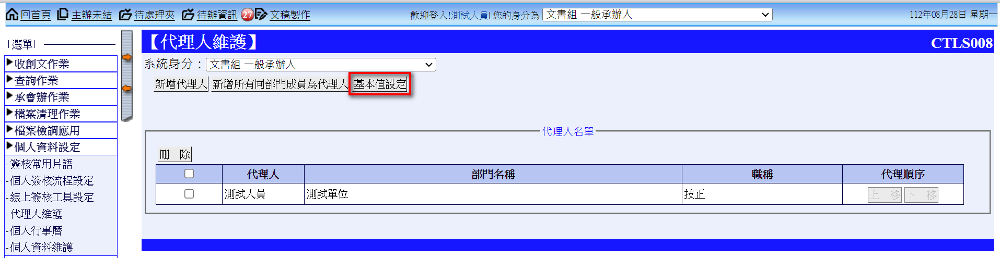 回首頁 主辦未結 待處理夾 待辦資訊 27 文稿製作 歡迎登入!測試人員| 您的身分為 文書組 一般承辦人 112年08月28日 星期一
|選單|
【代理人維護】 CTLS008
系統身分：文書組 一般承辦人
新增代理人 新增所有同部門成員為代理人 基本值設定
收創文作業
查詢作業
承會辦作業
檔案清理作業
檔案檢調應用
個人資料設定
-簽核常用片語
-個人簽核流程設定
-線上簽核工具設定
-代理人維護
-個人行事曆
-個人資料維護
代理人名單
刪 除
代理人 部門名稱 職稱 代理順序
測試人員 測試單位 技正 上 移 下 移